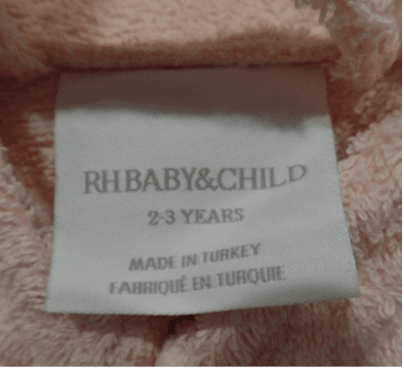 RH BABY&CHILD
2-3 YEARS
MADE IN TURKEY
FABRIQUÉ EN TURQUIE